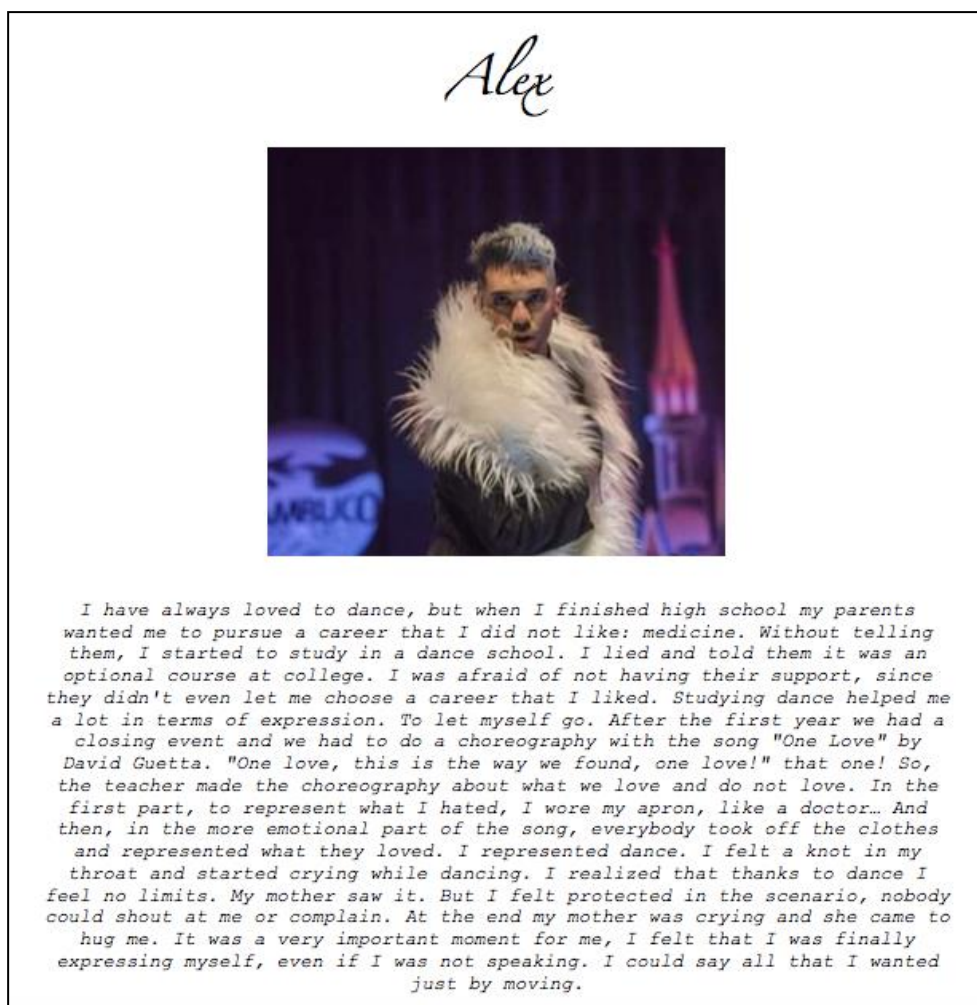 Alex
MBUCO
I have always loved to dance, but when I finished high school my parents
wanted me to pursue a career that I did not like: medicine. Without telling
them, I started to study in a dance school. I lied and told them it was an
optional course at college. I was afraid of not having their support, since
they didn't even let me choose a career that I liked. Studying dance helped me
a lot in terms of expression. To let myself go. After the first year we had a
closing event and we had to do a choreography with the song "One Love" by
David Guetta. "One love, this is the way we found, one love!" that one! So,
the teacher made the choreography about what we love and do not love. In the
first part, to represent what I hated, I wore my apron, like a doctor… And
then, in the more emotional part of the song, everybody took off the clothes
and represented what they loved. I represented dance. I felt a knot in my
throat and started crying while dancing. I realized that thanks to dance I
feel no limits. My mother saw it. But I felt protected in the scenario, nobody
could shout at me or complain. At the end my mother was crying and she came to
hug me. It was a very important moment for me, I felt that I was finally
expressing myself, even if I was not speaking. I could say all that I wanted
just by moving.